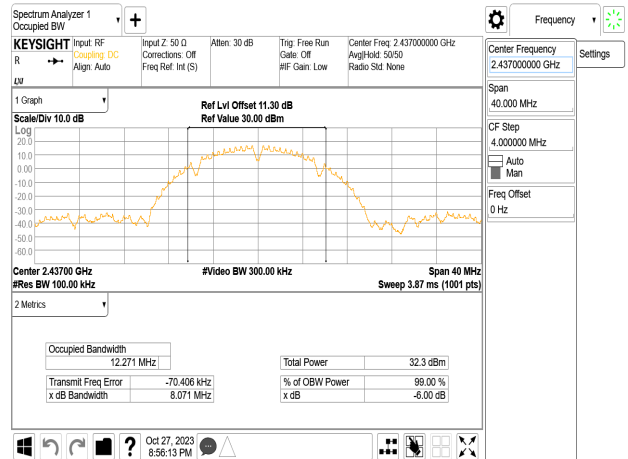 Spectrum Analyzer 1
Occupied BW
Frequency
KEYSIGHT
R
Input: RF
Coupling: DC
Align: Auto
Input Z: 50 Ω
Corrections: Off
Freq Ref: Int (S)
Atten: 30 dB
Trig: Free Run
Gate: Off
#IF Gain: Low
Center Freq: 2.437000000 GHz
Avg|Hold: 50/50
Radio Std: None
1 Graph
Scale/Div 10.0 dB
Ref Lvl Offset 11.30 dB
Ref Value 30.00 dBm
Log
20.0
10.0
0.00
-10.0
-20.0
-30.0
-40.0
-50.0
-60.0
Center 2.43700 GHz
#Res BW 100.00 kHz
#Video BW 300.00 kHz
Span 40 MHz
Sweep 3.87 ms (1001 pts)
2 Metrics
Occupied Bandwidth
12.271 MHz
Transmit Freq Error -70.406 kHz
x dB Bandwidth 8.071 MHz
Total Power 32.3 dBm
% of OBW Power 99.00 %
x dB -6.00 dB
Oct 27, 2023
8:56:13 PM
Center Frequency
2.437000000 GHz
Span
40.000 MHz
CF Step
4.000000 MHz
Auto
Man
Freq Offset
0 Hz
Settings